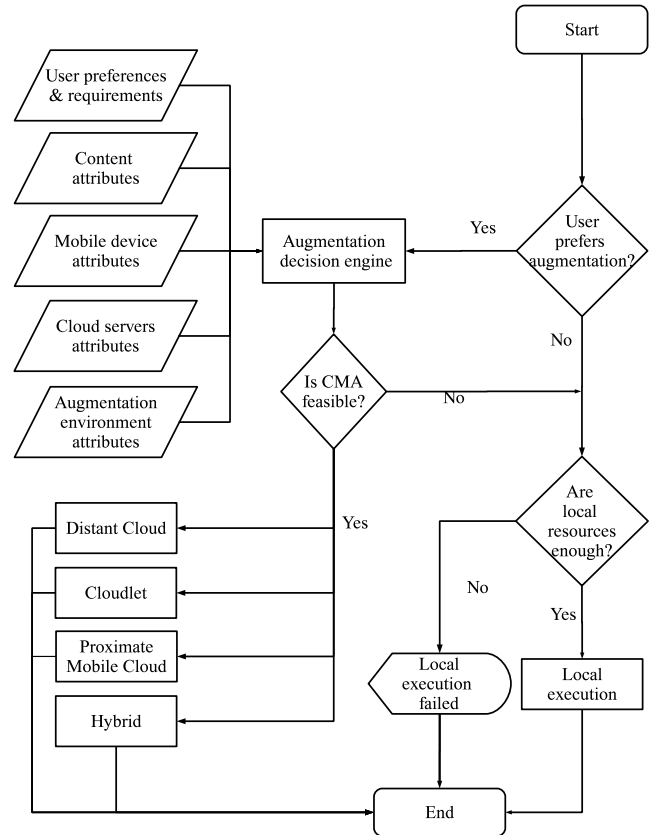 Start
User preferences
& requirements
Content
attributes
Mobile device
attributes
Cloud servers
attributes
Augmentation
environment
attributes
Augmentation
decision engine
Yes
User
prefers
augmentation?
No
Is CMA
feasible?
No
Yes
Are
local
resources
enough?
No
Yes
Distant Cloud
Cloudlet
Proximate
Mobile Cloud
Hybrid
Local
execution
failed
Local
execution
End